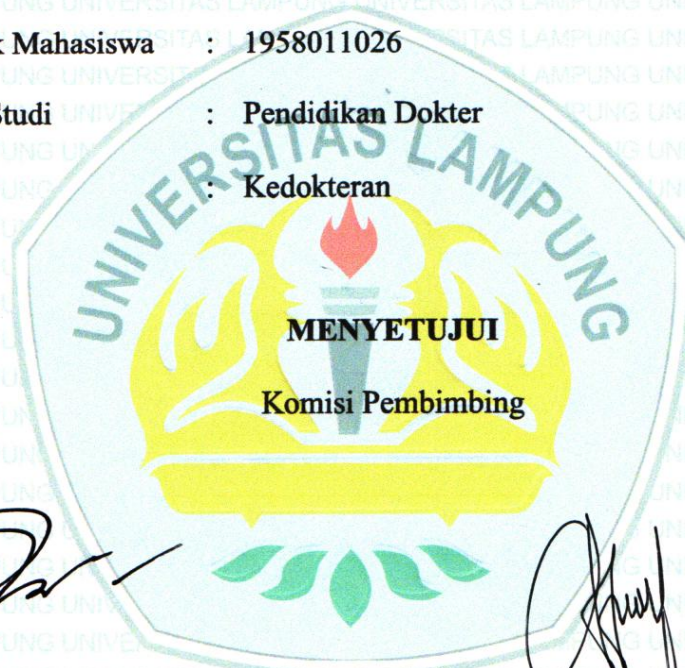 k Mahasiswa : 1958011026
Studi : Pendidikan Dokter
: Kedokteran
UNIVERSITAS LAMPUNG
MENYETUJUI
Komisi Pembimbing